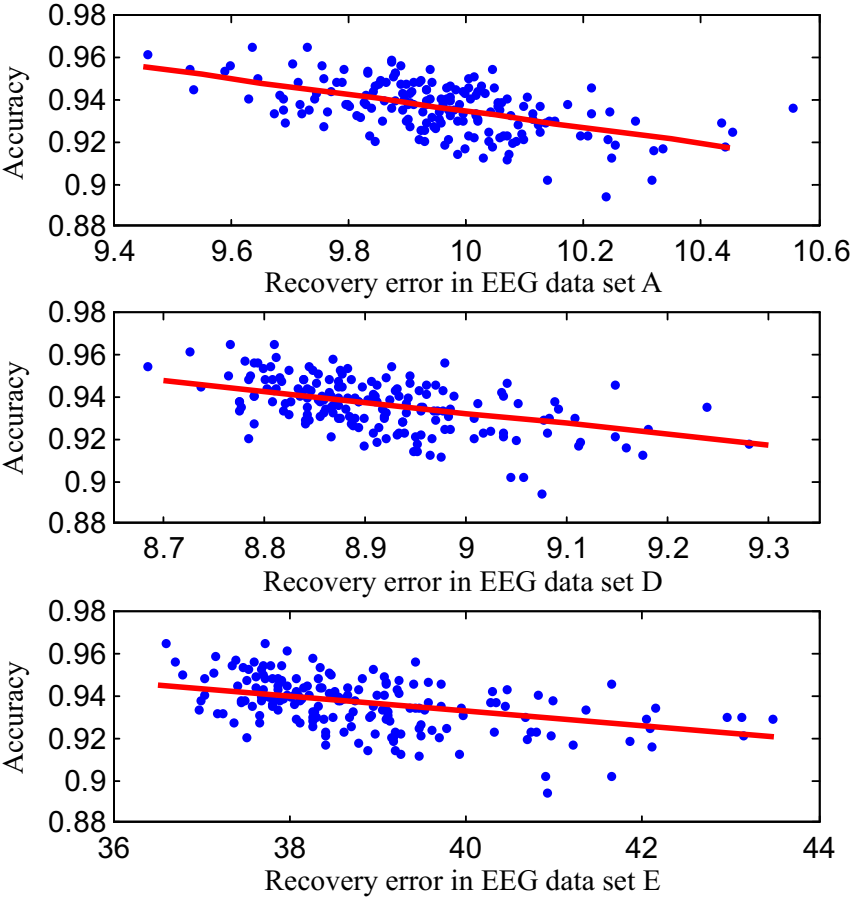 0.98
0.96
0.94
0.92
0.9
0.88
Accuracy
9.4 9.6 9.8 10 10.2 10.4 10.6
Recovery error in EEG data set A
0.98
0.96
0.94
0.92
0.9
0.88
Accuracy
8.7 8.8 8.9 9 9.1 9.2 9.3
Recovery error in EEG data set D
0.98
0.96
0.94
0.92
0.9
0.88
Accuracy
36 38 40 42 44
Recovery error in EEG data set E